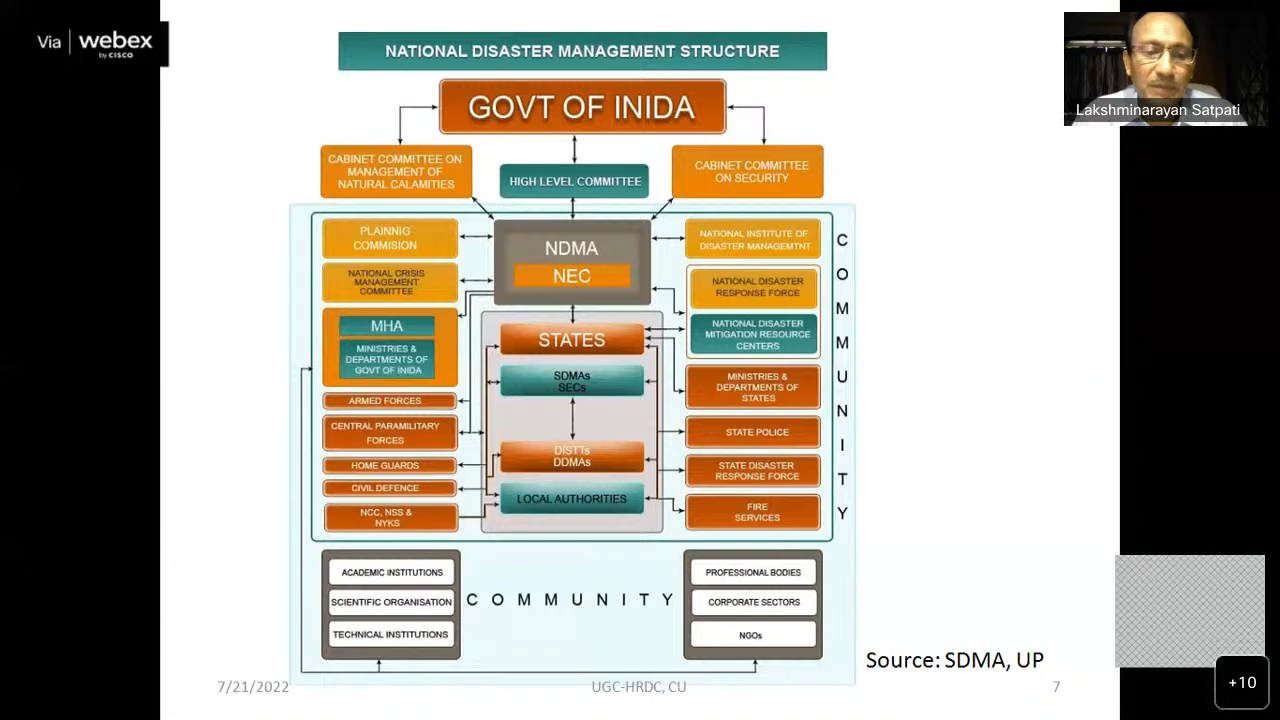 Via | webex
by CISCO
Lakshminarayan Satpati
NATIONAL DISASTER MANAGEMENT STRUCTURE
GOVT OF INIDA
CABINET COMMITTEE ON
MANAGEMENT OF
NATURAL CALAMITIES
HIGH LEVEL COMMITTEE
CABINET COMMITTEE
ON SECURITY
PLAINNIG
COMMISION
NATIONAL CRISIS
MANAGEMENT
COMMITTEE
MHA
MINISTRIES &
DEPARTMENTS OF
GOVT OF INIDA
ARMED FORCES
CENTRAL PARAMILITARY
FORCES
HOME GUARDS
CIVIL DEFENCE
NCC, NSS &
NYKS
NDMA
NEC
STATES
SDMAs
SECs
DISTTs
DDMAs
LOCAL AUTHORITIES
NATIONAL INSTITUTE OF
DISASTER MANAGEMTNT
NATIONAL DISASTER
RESPONSE FORCE
NATIONAL DISASTER
MITIGATION RESOURCE
CENTERS
MINISTRIES &
DEPARTMENTS OF
STATES
STATE POLICE
STATE DISASTER
RESPONSE FORCE
FIRE
SERVICES
COMMUNITY
ACADEMIC INSTITUTIONS
SCIENTIFIC ORGANISATION
TECHNICAL INSTITUTIONS
COMMUNITY
PROFESSIONAL BODIES
CORPORATE SECTORS
NGOs
Source: SDMA, UP
7/21/2022
UGC-HRDC, CU
7
+10